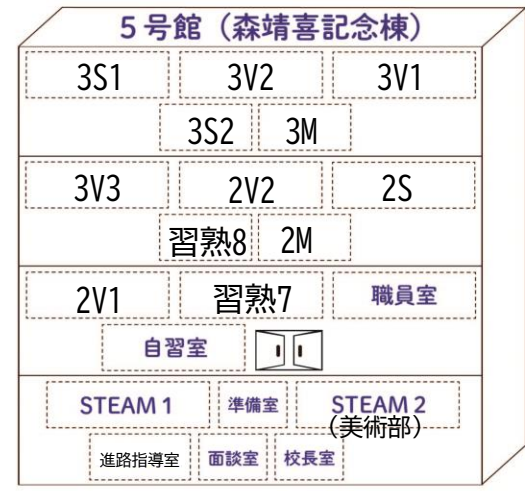 5号館（森靖喜記念棟）
3S1 3V2 3V1
3S2 3M
3V3 2V2 2S
習熟8 2M
2V1 習熟7 職員室
自習室
STEAM 1 準備室 STEAM 2
（美術部）
進路指導室 面談室 校長室